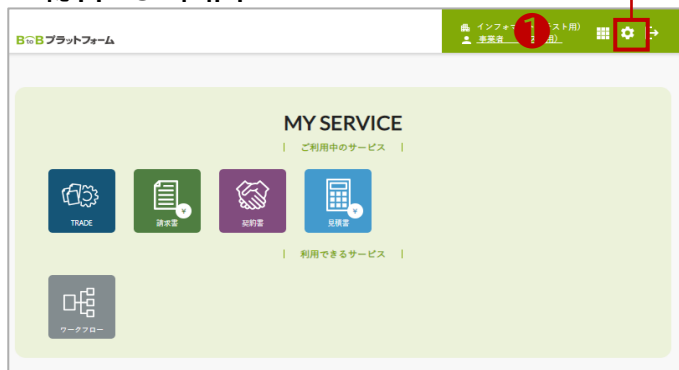 BtoBプラットフォーム
インフォ スト用)
1
事業者 用)
MY SERVICE
| ご利用中のサービス |
TRADE
請求書
契約書
見積書
¥
¥
| 利用できるサービス |
ワークフロー